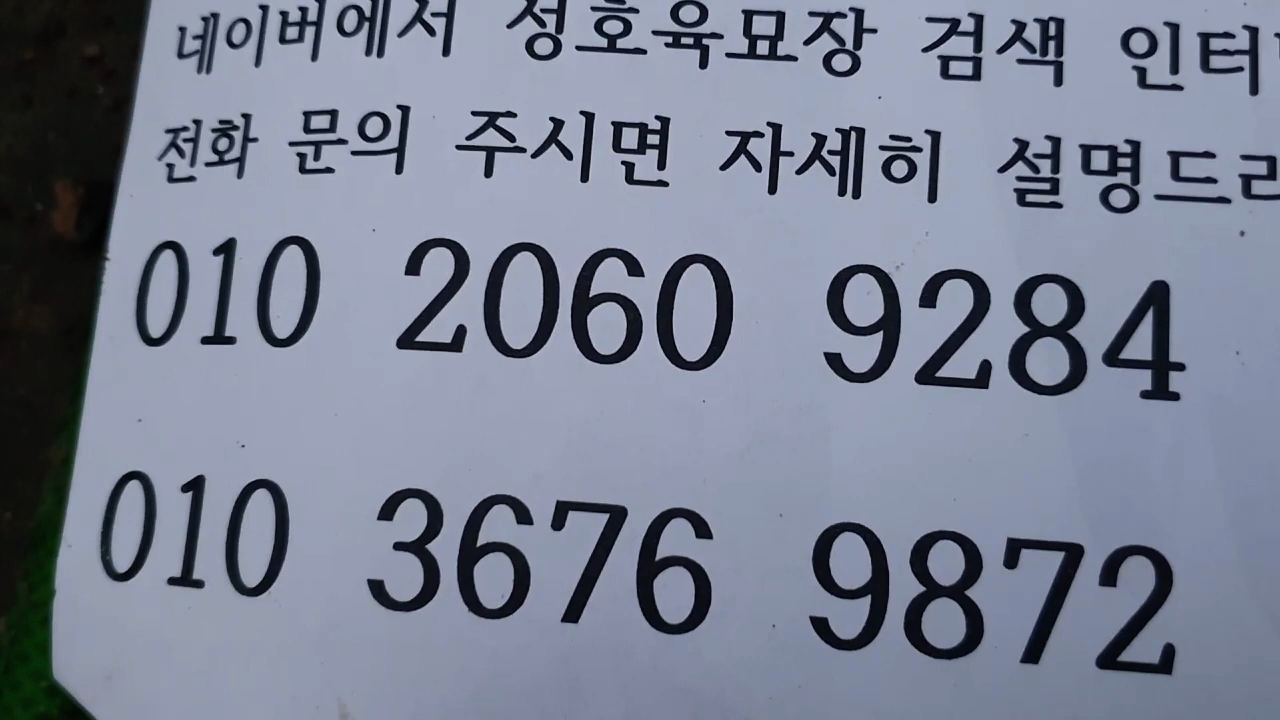 네이버에서 성호육묘장 검색 인터
전화 문의 주시면 자세히 설명드리
010 2060 9284
010 3676 9872